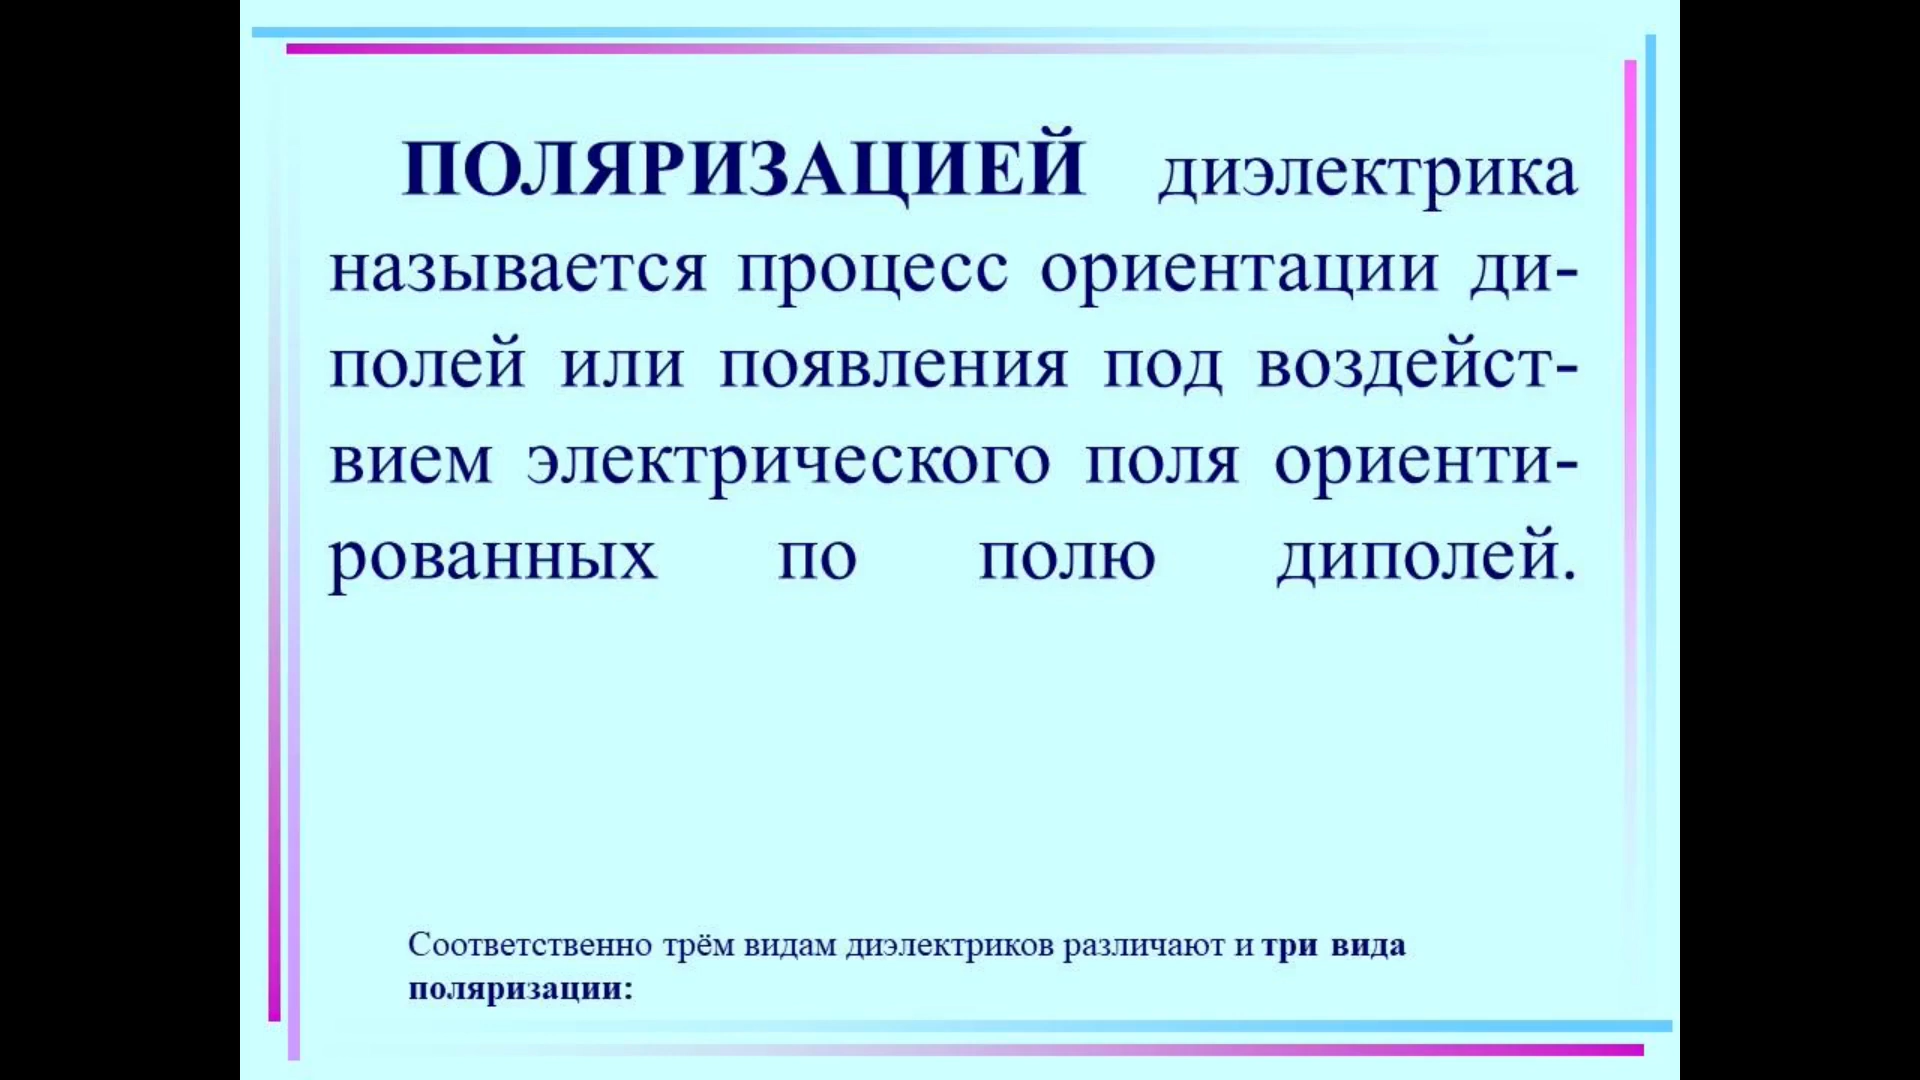 ПОЛЯРИЗАЦИЕЙ диэлектрика
называется процесс ориентации ди-
полей или появления под воздейст-
вием электрического поля ориенти-
рованных по полю диполей.
Соответственно трём видам диэлектриков различают и три вида
поляризации: